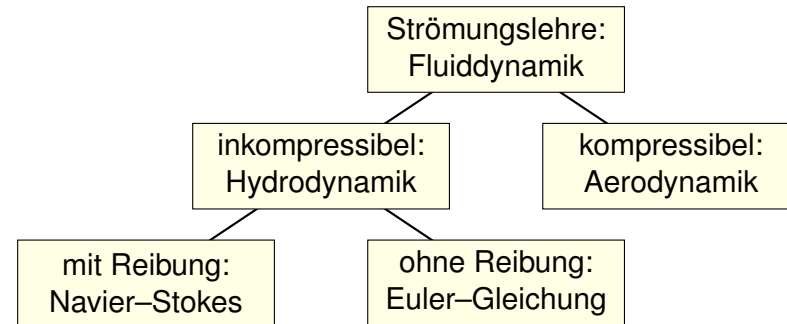 Strömungslehre:
Fluiddynamik
inkompressibel:
Hydrodynamik
kompressibel:
Aerodynamik
mit Reibung:
Navier–Stokes
ohne Reibung:
Euler–Gleichung